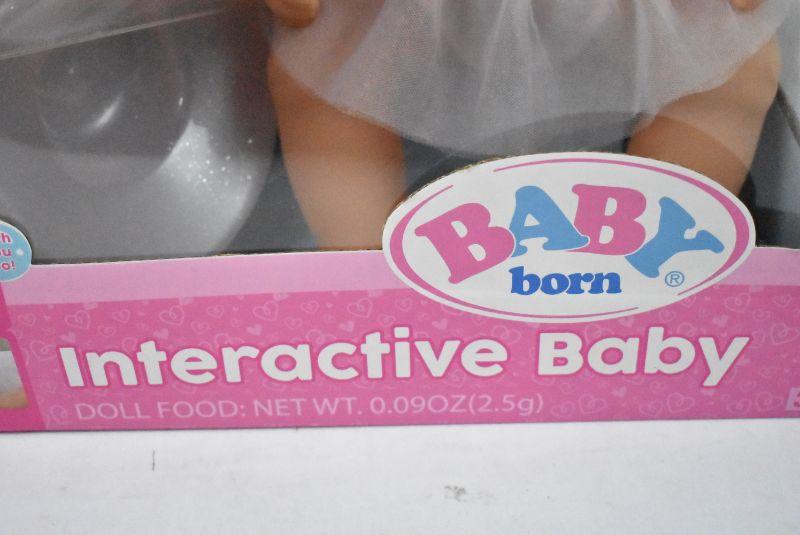 BABY
born ®
Interactive Baby
DOLL FOOD: NET WT. 0.09OZ(2.5g)